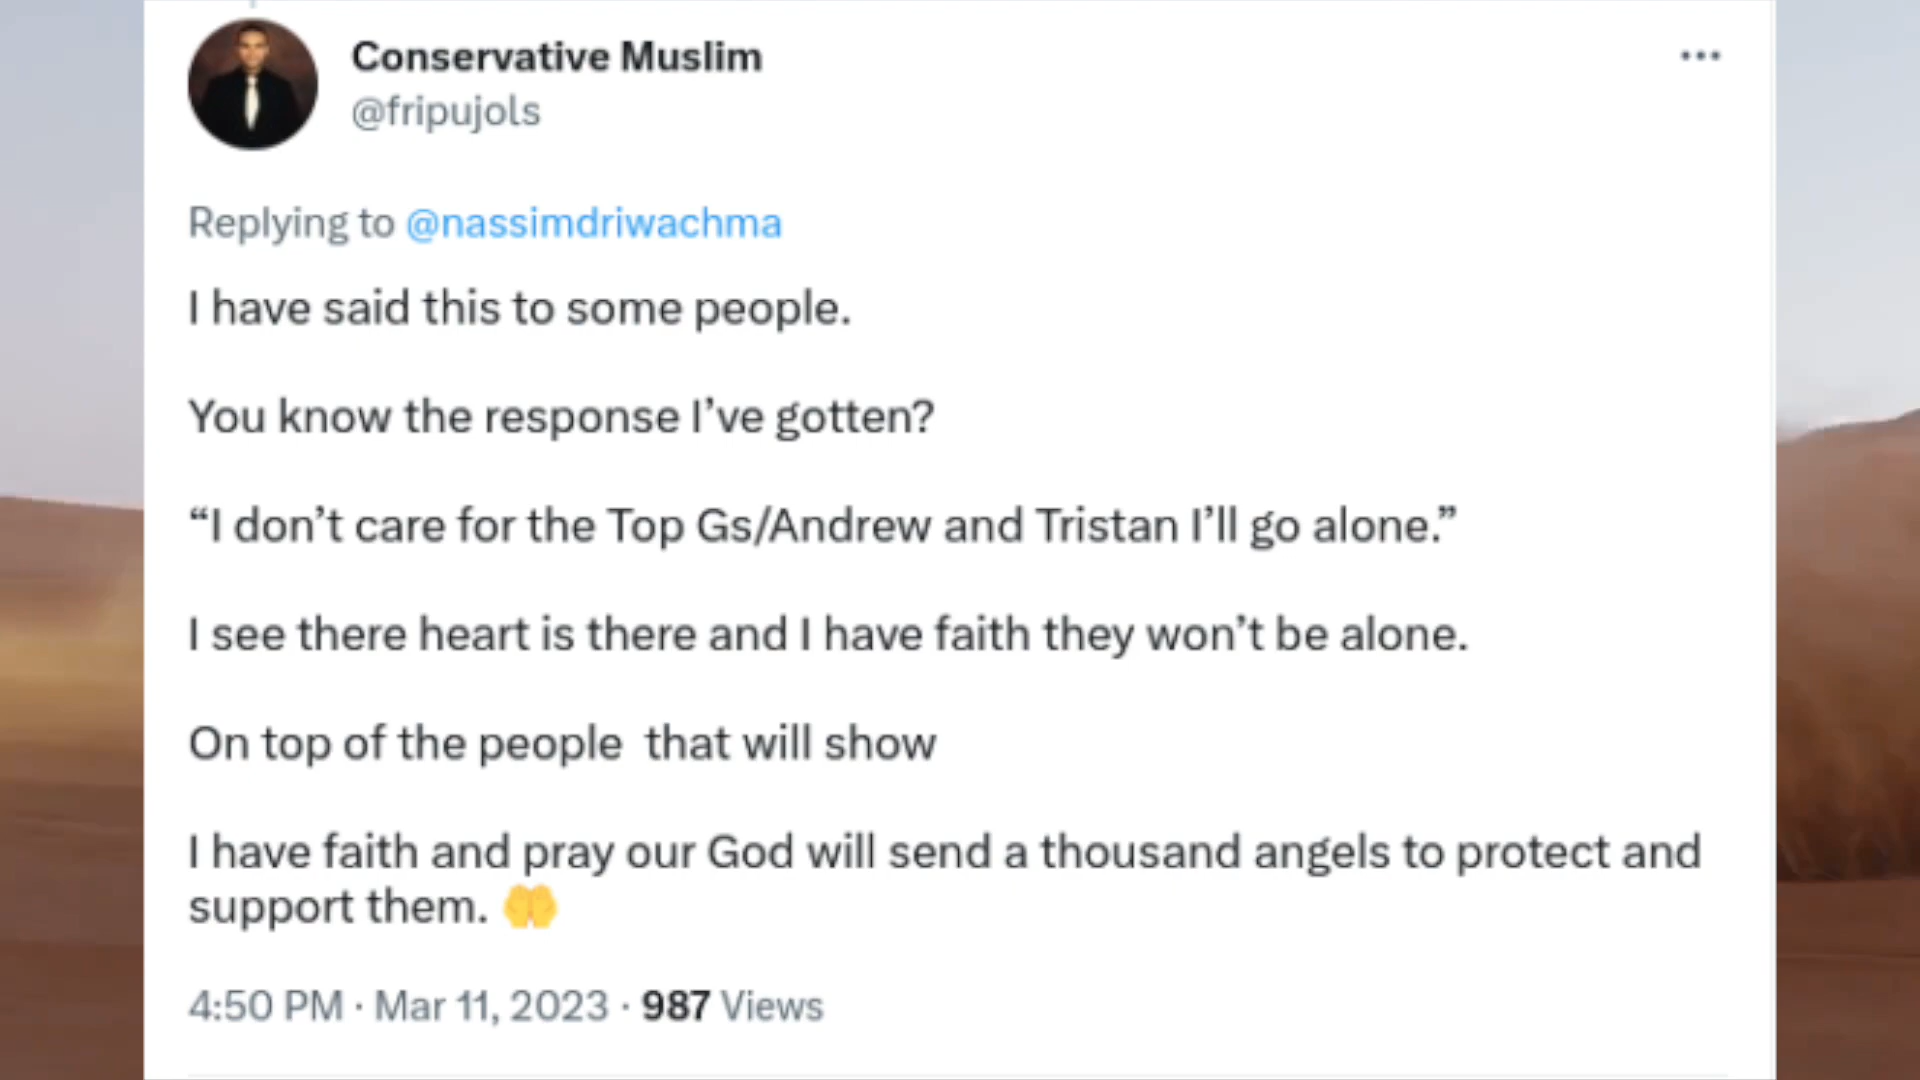 Conservative Muslim
@fripujols
Replying to @nassimdriwachma
I have said this to some people.
You know the response I’ve gotten?
“I don’t care for the Top Gs/Andrew and Tristan I’ll go alone.”
I see there heart is there and I have faith they won’t be alone.
On top of the people  that will show
I have faith and pray our God will send a thousand angels to protect and
support them. 🤲
4:50 PM · Mar 11, 2023 · 987 Views